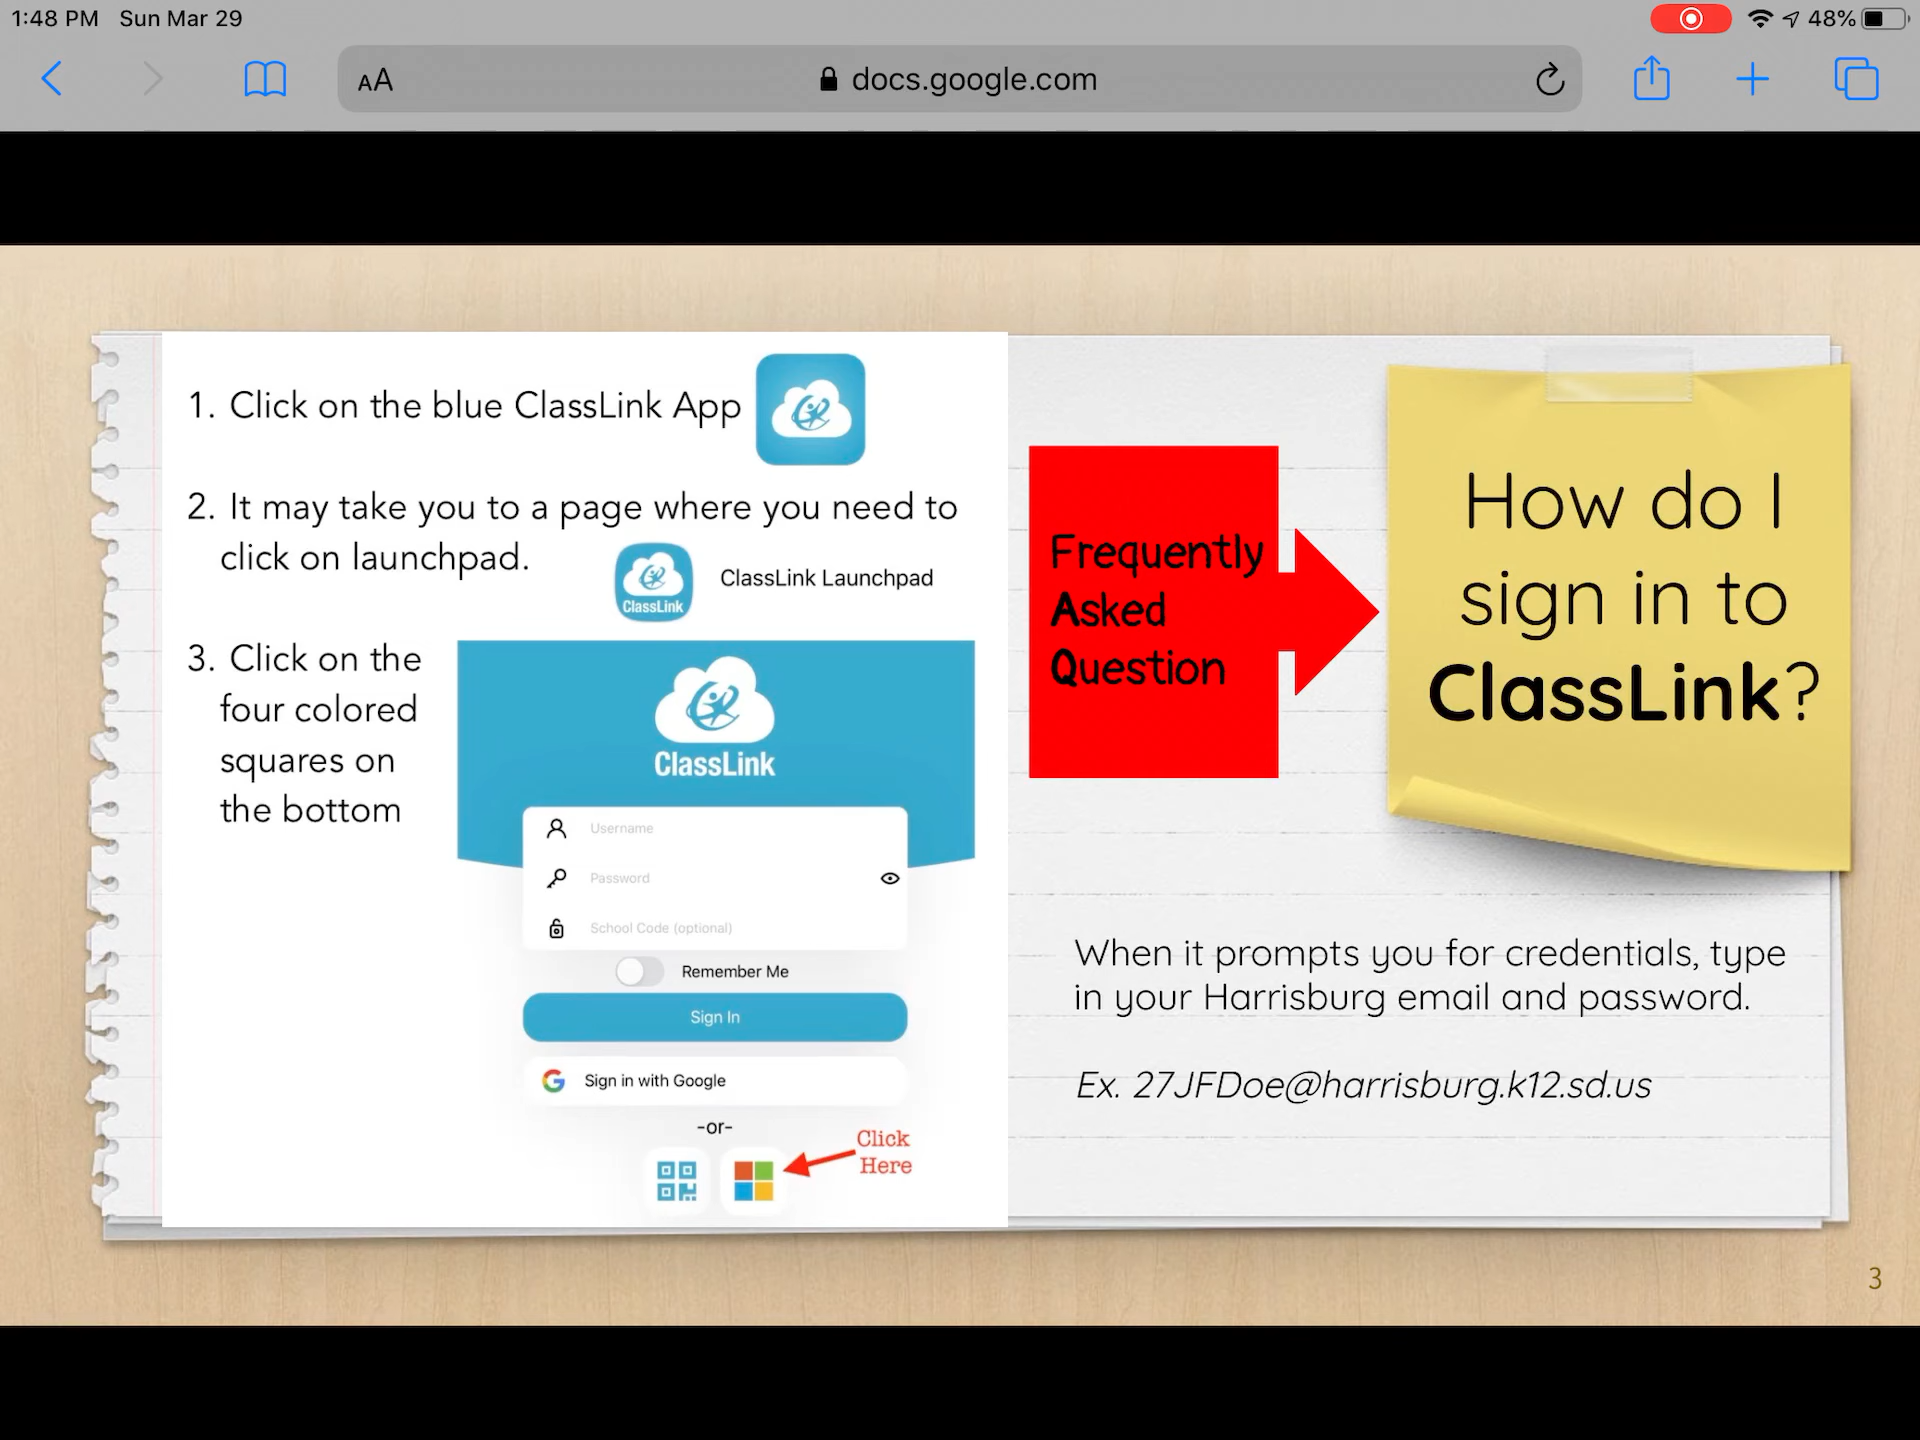 1:48 PM Sun Mar 29
48%
AA
docs.google.com
1. Click on the blue ClassLink App
2. It may take you to a page where you need to
click on launchpad.
ClassLink
ClassLink Launchpad
3. Click on the
four colored
squares on
the bottom
ClassLink
Username
Password
School Code (optional)
Remember Me
Sign In
G Sign in with Google
-or-
Click
Here
Frequently
Asked
Question
How do I
sign in to
ClassLink?
When it prompts you for credentials, type
in your Harrisburg email and password.
Ex. 27JFDoe@harrisburg.k12.sd.us
3